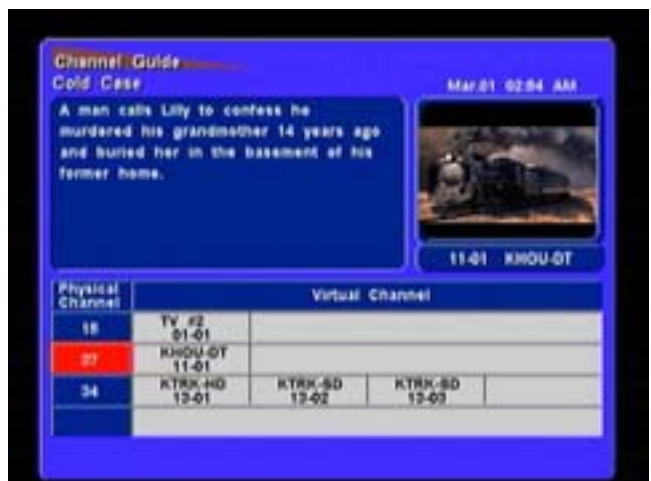 Channel Guide
Cold Case
Mar.01 02:04 AM
A man calls Lilly to confess he
murdered his grandmother 14 years ago
and buried her in the basement of his
former home.
11-01 KHOU-DT
Physical
Channel
Virtual Channel
TV #2
01-01
KHOU-DT
11-01
34
KTRK-HD
13-01
KTRK-SD
13-02
KTRK-SD
13-03